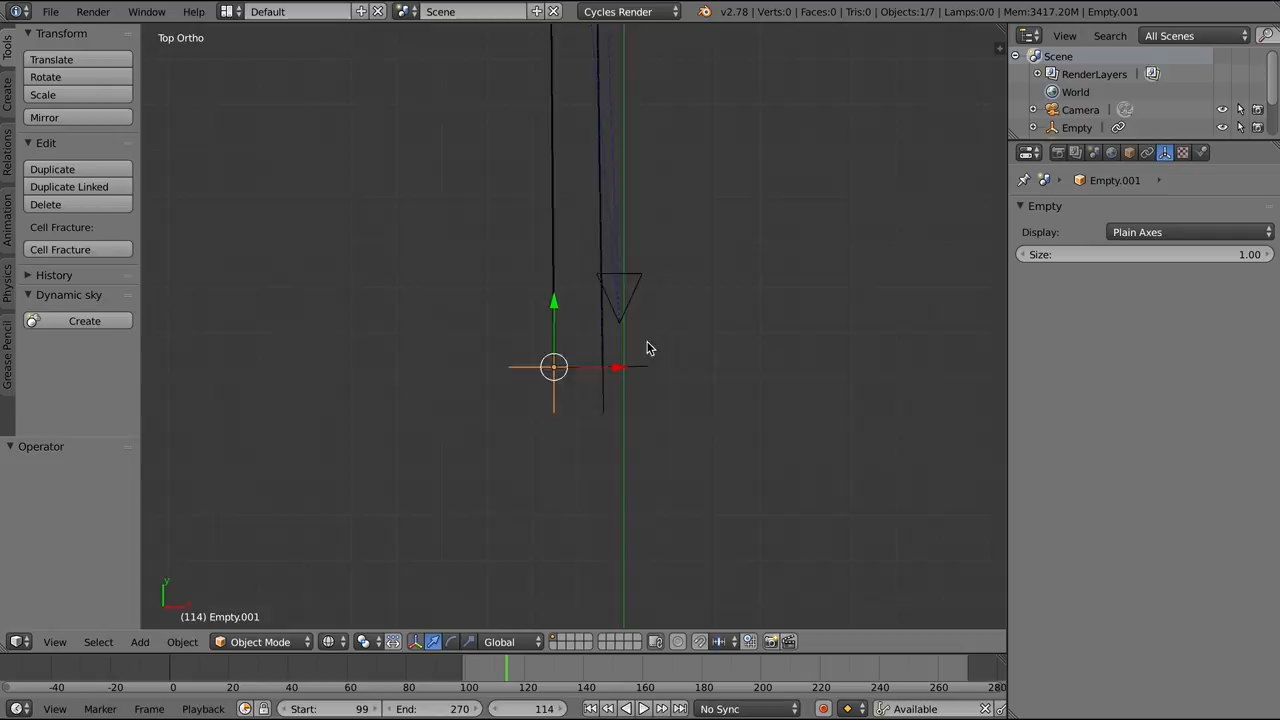 File Render Window Help Default Scene Cycles Render v2.78 | Verts:0 | Faces:0 | Tris:0 | Objects:1/7 | Lamps:0/0 | Mem:3417.20M | Empty.001
Tools
Create
Relations
Animation
Physics
Grease Pencil
Transform
Translate
Rotate
Scale
Mirror
Edit
Duplicate
Duplicate Linked
Delete
Cell Fracture:
Cell Fracture
History
Dynamic sky
Create
Operator
Top Ortho
y
(114) Empty.001
View Search All Scenes
Scene
RenderLayers
World
Camera
Empty
Empty.001
Empty
Display: Plain Axes
Size: 1.00
View Select Add Object Object Mode Global
-40 -20 0 20 40 60 80 100 120 140 160 180 200 220 240 260 280
View Marker Frame Playback Start: 99 End: 270 114 No Sync Available